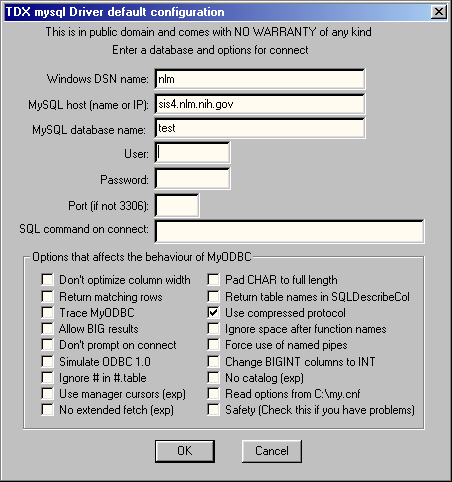 TDX mysql Driver default configuration
This is in public domain and comes with NO WARRANTY of any kind
Enter a database and options for connect
Windows DSN name: nlm
MySQL host (name or IP): sis4.nlm.nih.gov
MySQL database name: test
User:
Password:
Port (if not 3306):
SQL command on connect:
Options that affects the behaviour of MyODBC
Don't optimize column width Pad CHAR to full length
Return matching rows Return table names in SQLDescribeCol
Trace MyODBC Use compressed protocol
Allow BIG results Ignore space after function names
Don't prompt on connect Force use of named pipes
Simulate ODBC 1.0 Change BIGINT columns to INT
Ignore # in #.table No catalog (exp)
Use manager cursors (exp) Read options from C:\my.cnf
No extended fetch (exp) Safety (Check this if you have problems)
OK Cancel